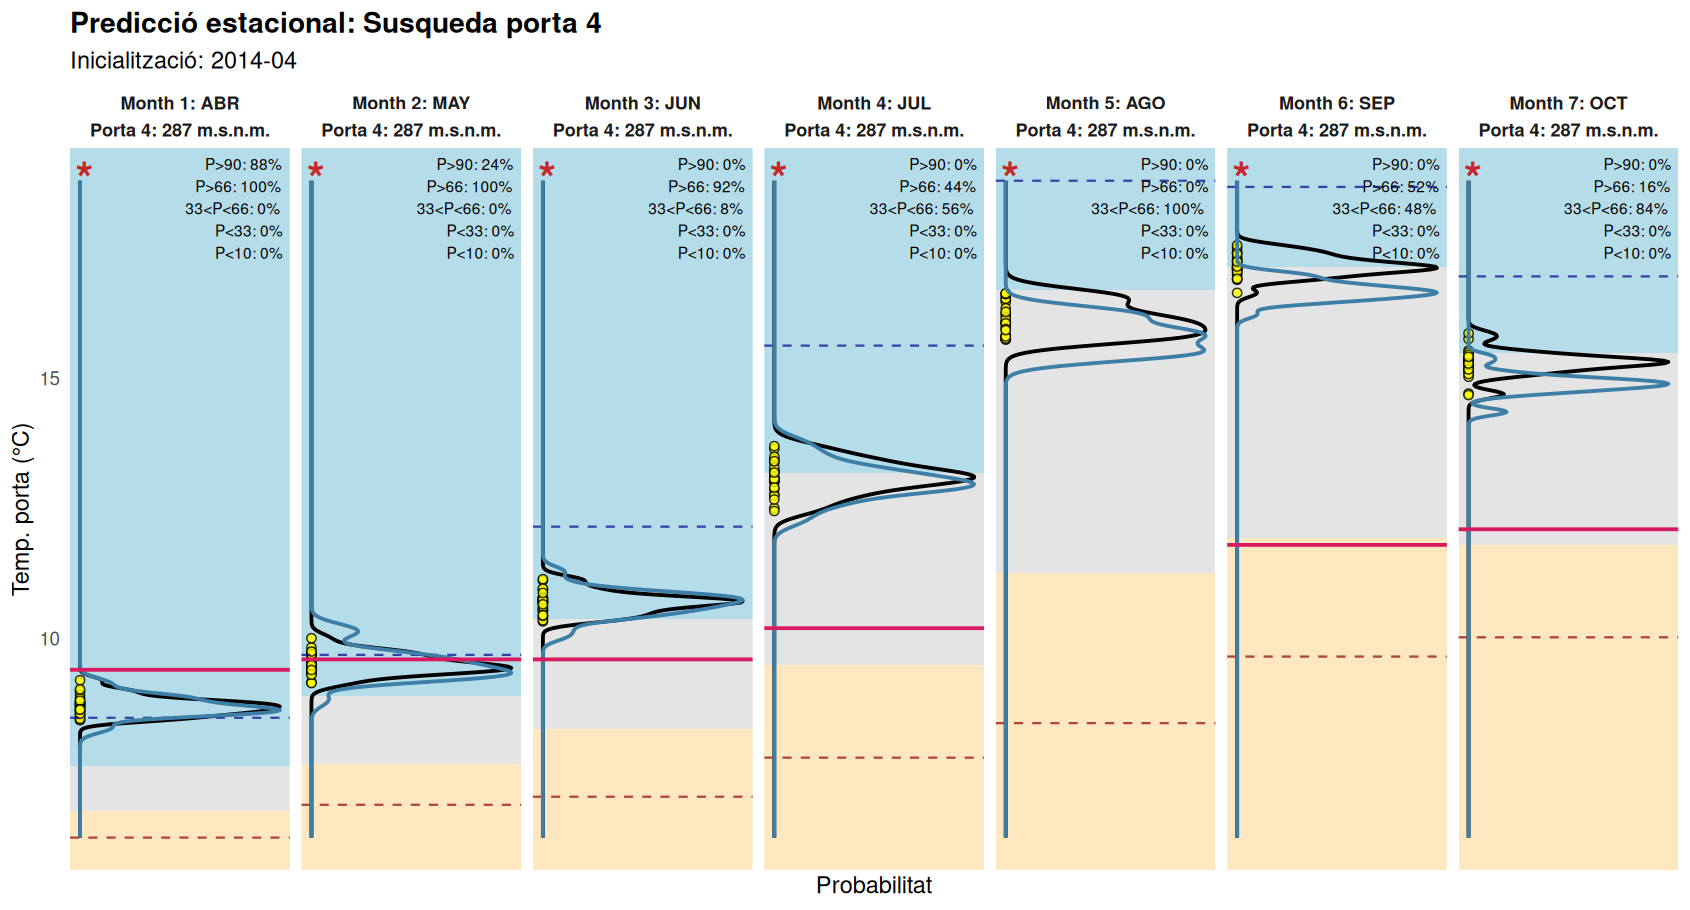 Predicció estacional: Susqueda porta 4
Inicialització: 2014-04
Month 1: ABR
Porta 4: 287 m.s.n.m.
Month 2: MAY
Porta 4: 287 m.s.n.m.
Month 3: JUN
Porta 4: 287 m.s.n.m.
Month 4: JUL
Porta 4: 287 m.s.n.m.
Month 5: AGO
Porta 4: 287 m.s.n.m.
Month 6: SEP
Porta 4: 287 m.s.n.m.
Month 7: OCT
Porta 4: 287 m.s.n.m.
*
P>90: 88%
P>66: 100%
33<P<66: 0%
P<33: 0%
P<10: 0%
*
P>90: 24%
P>66: 100%
33<P<66: 0%
P<33: 0%
P<10: 0%
*
P>90: 0%
P>66: 92%
33<P<66: 8%
P<33: 0%
P<10: 0%
*
P>90: 0%
P>66: 44%
33<P<66: 56%
P<33: 0%
P<10: 0%
*
P>90: 0%
P>66: 0%
33<P<66: 100%
P<33: 0%
P<10: 0%
*
P>90: 0%
P>66: 52%
33<P<66: 48%
P<33: 0%
P<10: 0%
*
P>90: 0%
P>66: 16%
33<P<66: 84%
P<33: 0%
P<10: 0%
15
10
Temp. porta (°C)
Probabilitat